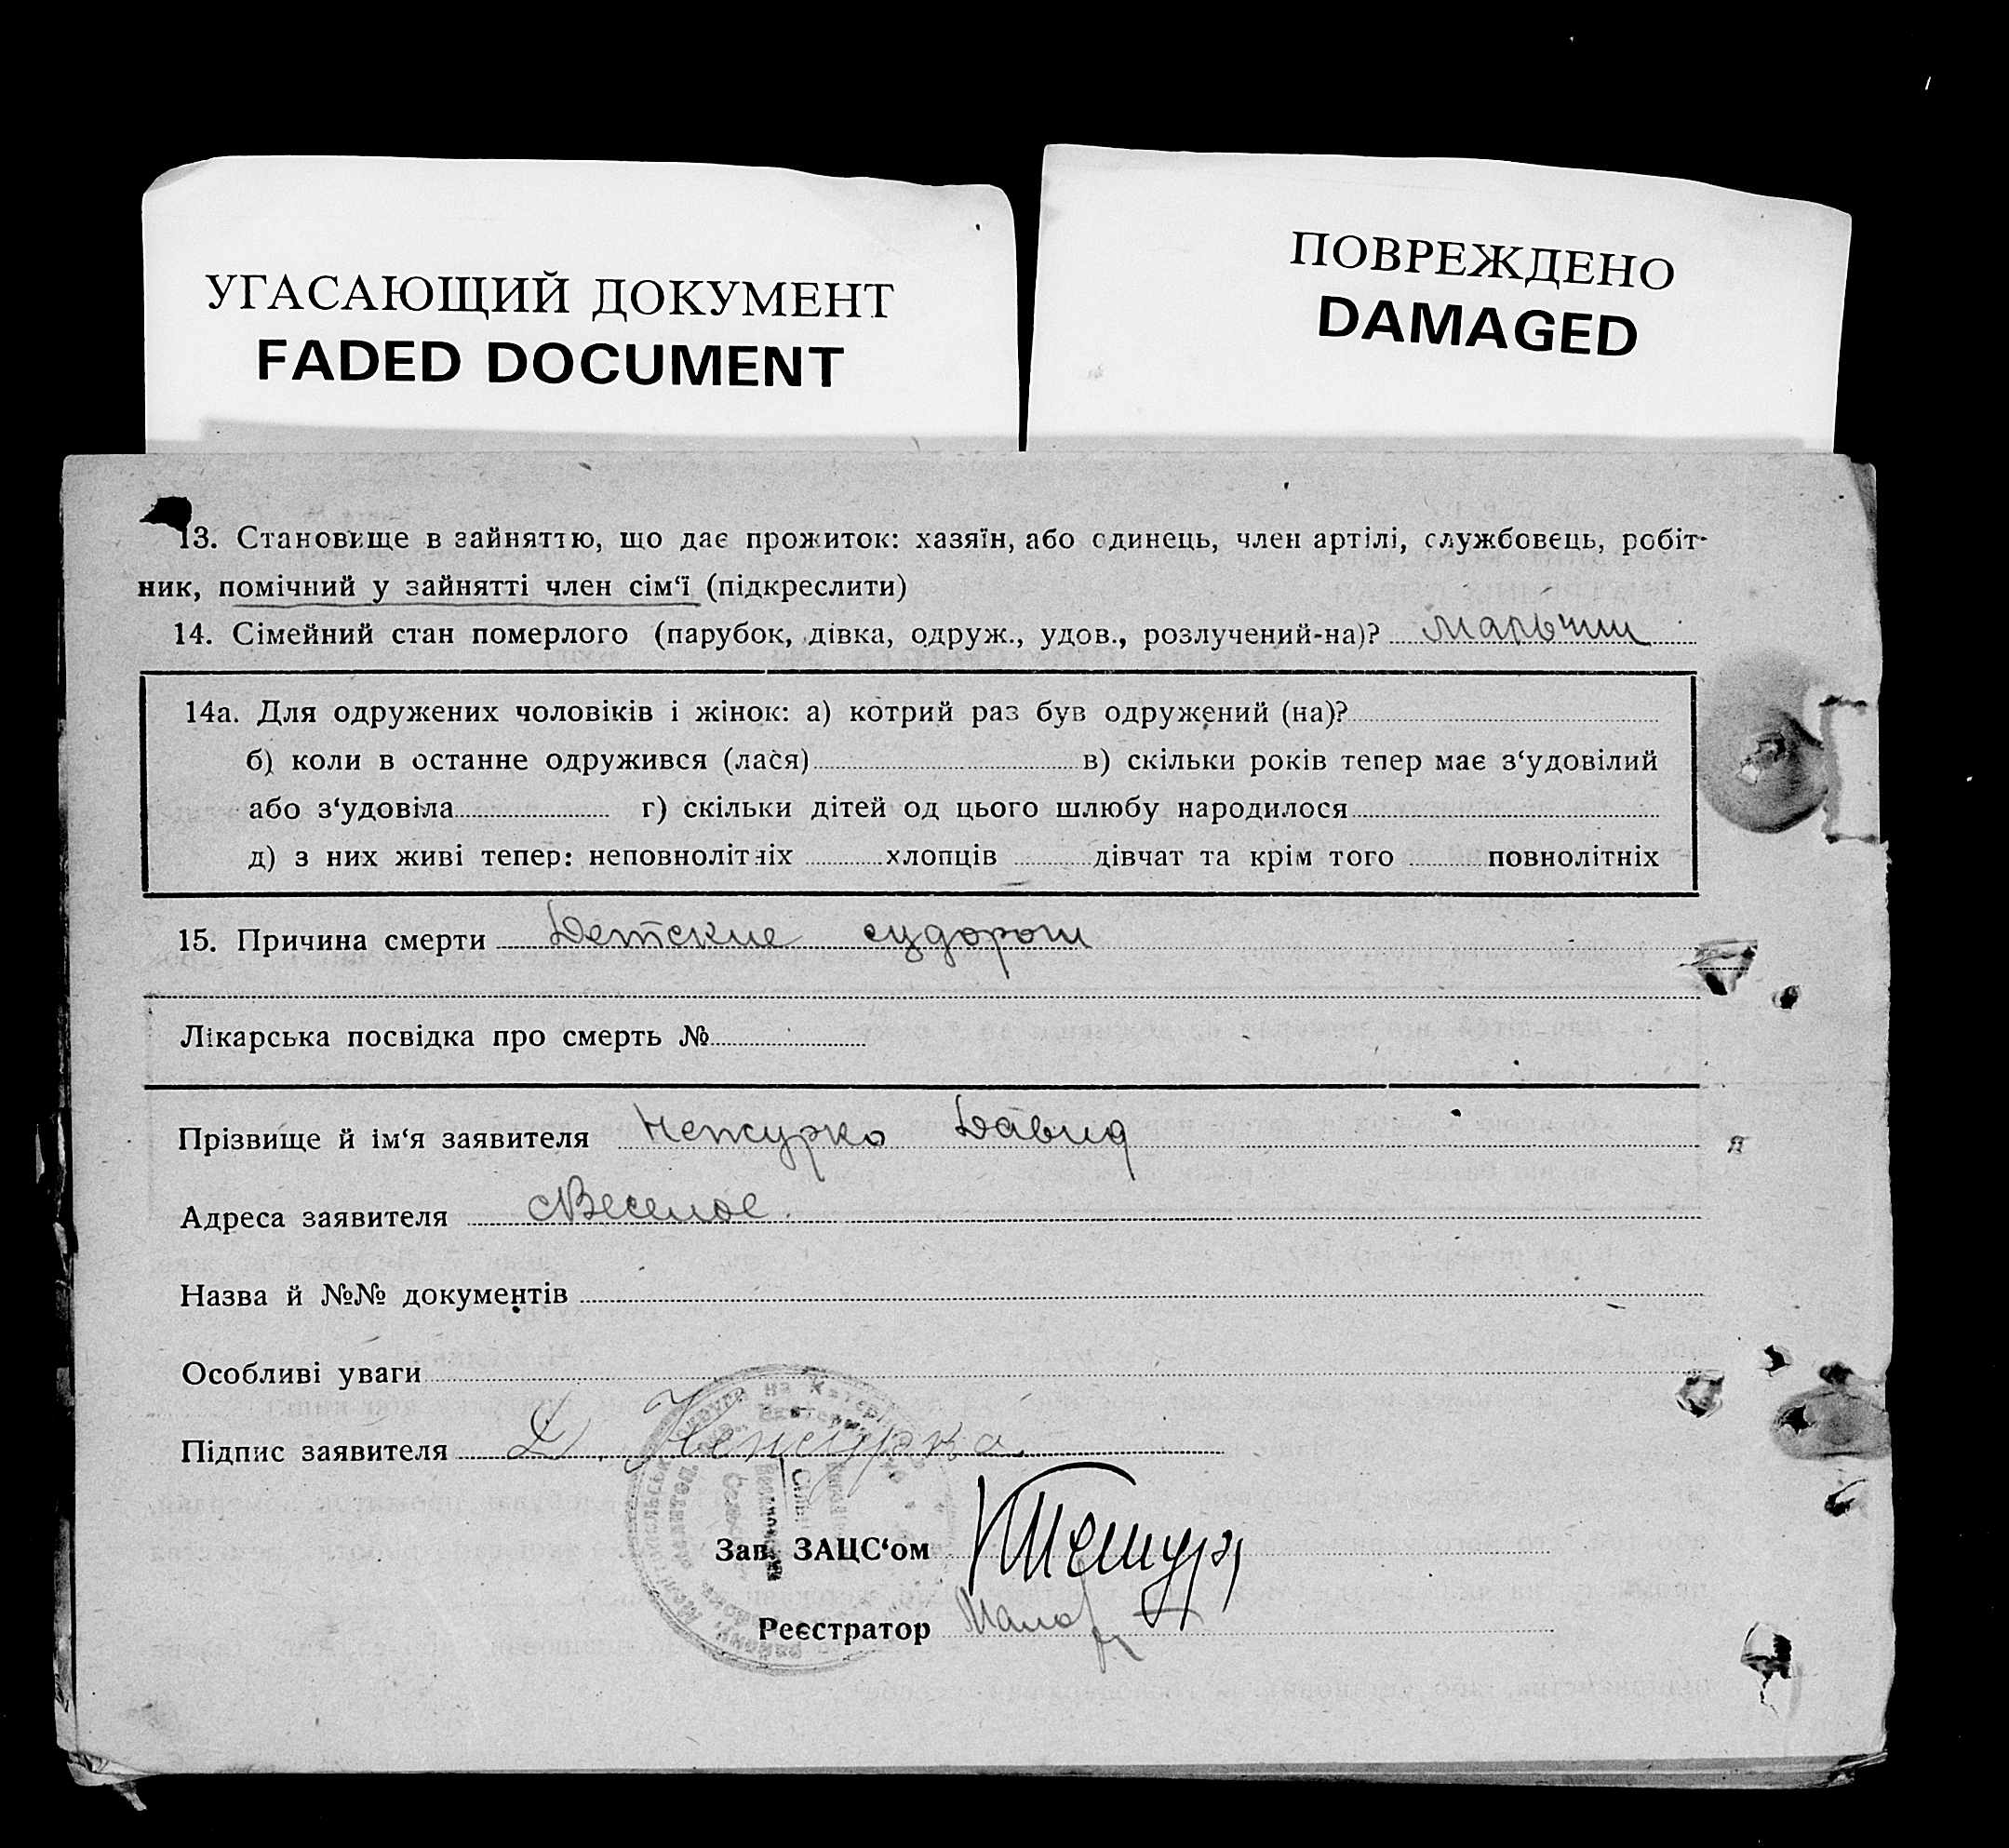 УГАСАЮЩИЙ ДОКУМЕНТ
FADED DOCUMENT
ПОВРЕЖДЕНО
DAMAGED
13. Становище в зайняттю, що дає прожиток: хазяїн, або одинець, член артілі, службовець, робіт-
ник, помічний у зайнятті член сім‘ї (підкреслити)
14. Сімейний стан померлого (парубок, дівка, одруж., удов., розлучений-на)?
14а. Для одружених чоловіків і жінок: а) котрий раз був одружений (на)?
б) коли в останнє одружився (лася) в) скільки років тепер має з‘удовілий
або з‘удовіла г) скільки дітей од цього шлюбу народилося
д) з них живі тепер: неповнолітніх хлопців дівчат та крім того повнолітніх
15. Причина смерти Детские судороги
Лікарська посвідка про смерть №
Прізвище й ім‘я заявителя Непсурко Давид
Адреса заявителя с Веселое
Назва й №№ документів
Особливі уваги
Підпис заявителя Д. Непсурко
Зав. ЗАЦС‘ом
Реєстратор